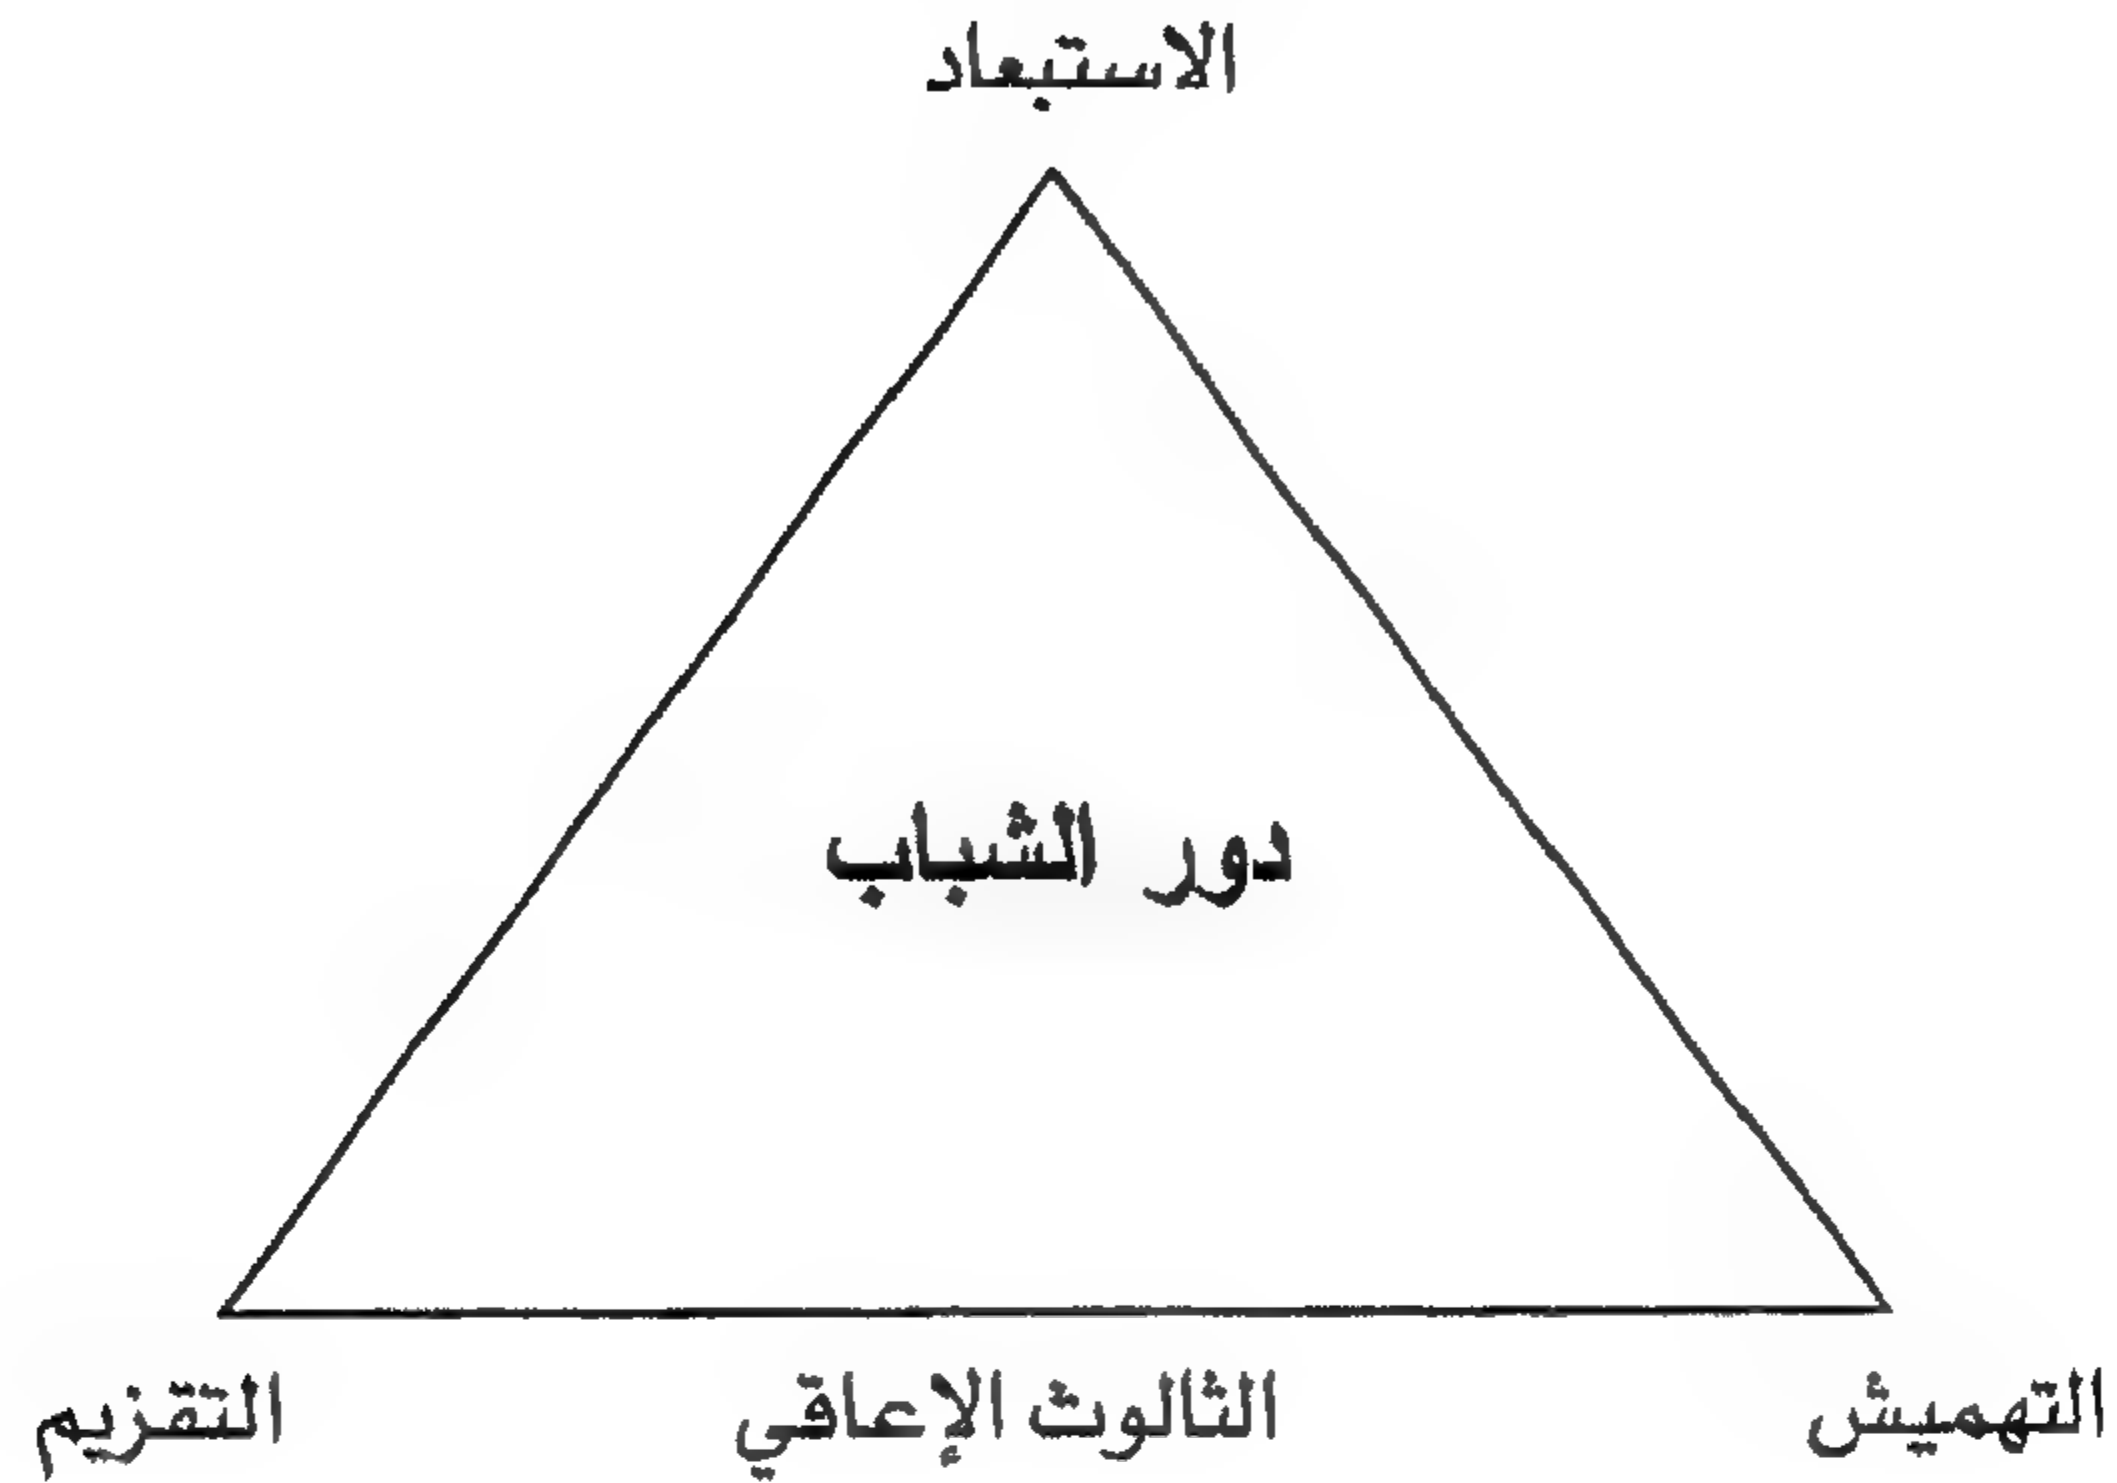 الاستبعاد
دور الشباب
التهميش
الثالوث الإعاقي
التقزيم